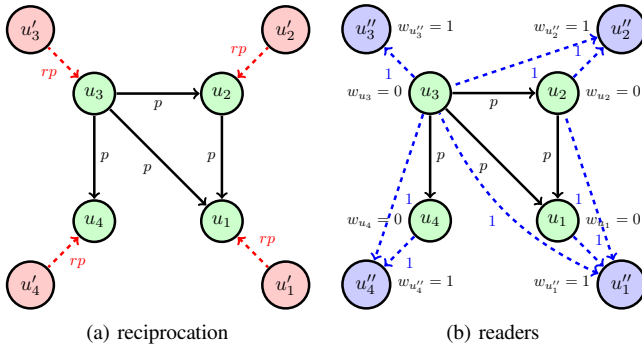 u′₃ u′₂ u″₃ w_{u″₃} = 1 w_{u″₂} = 1 u″₂
rp rp 1 1
u₃ p u₂ w_{u₃} = 0 u₃ p u₂ w_{u₂} = 0
p p p p p p
u₄ u₁ w_{u₄} = 0 1 u₄ 1 u₁ 1 w_{u₁} = 0
rp rp 1 1
u′₄ u′₁ u″₄ w_{u″₄} = 1 w_{u″₁} = 1 u″₁
(a) reciprocation (b) readers